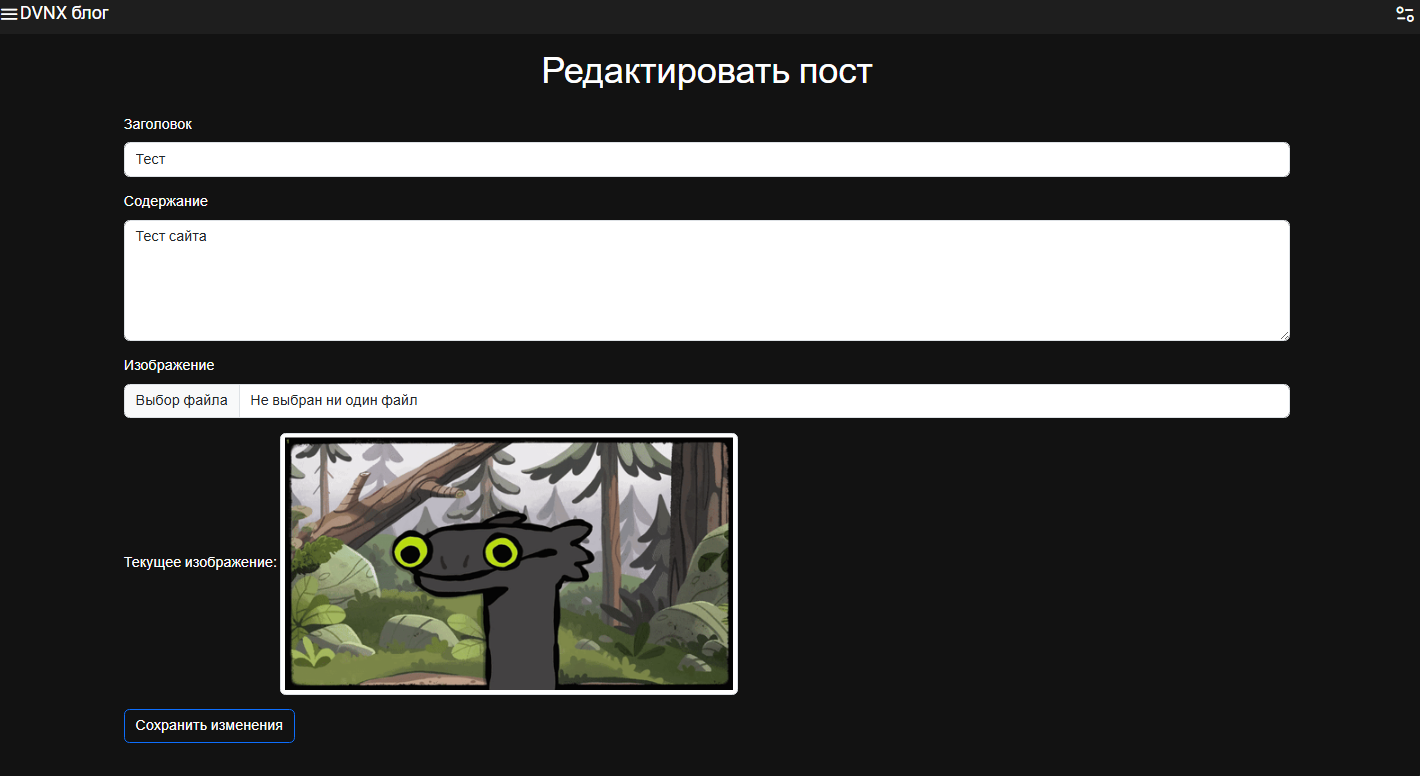 DVNX блог
Редактировать пост
Заголовок
Тест
Содержание
Тест сайта
Изображение
Выбор файла Не выбран ни один файл
Текущее изображение:
Сохранить изменения